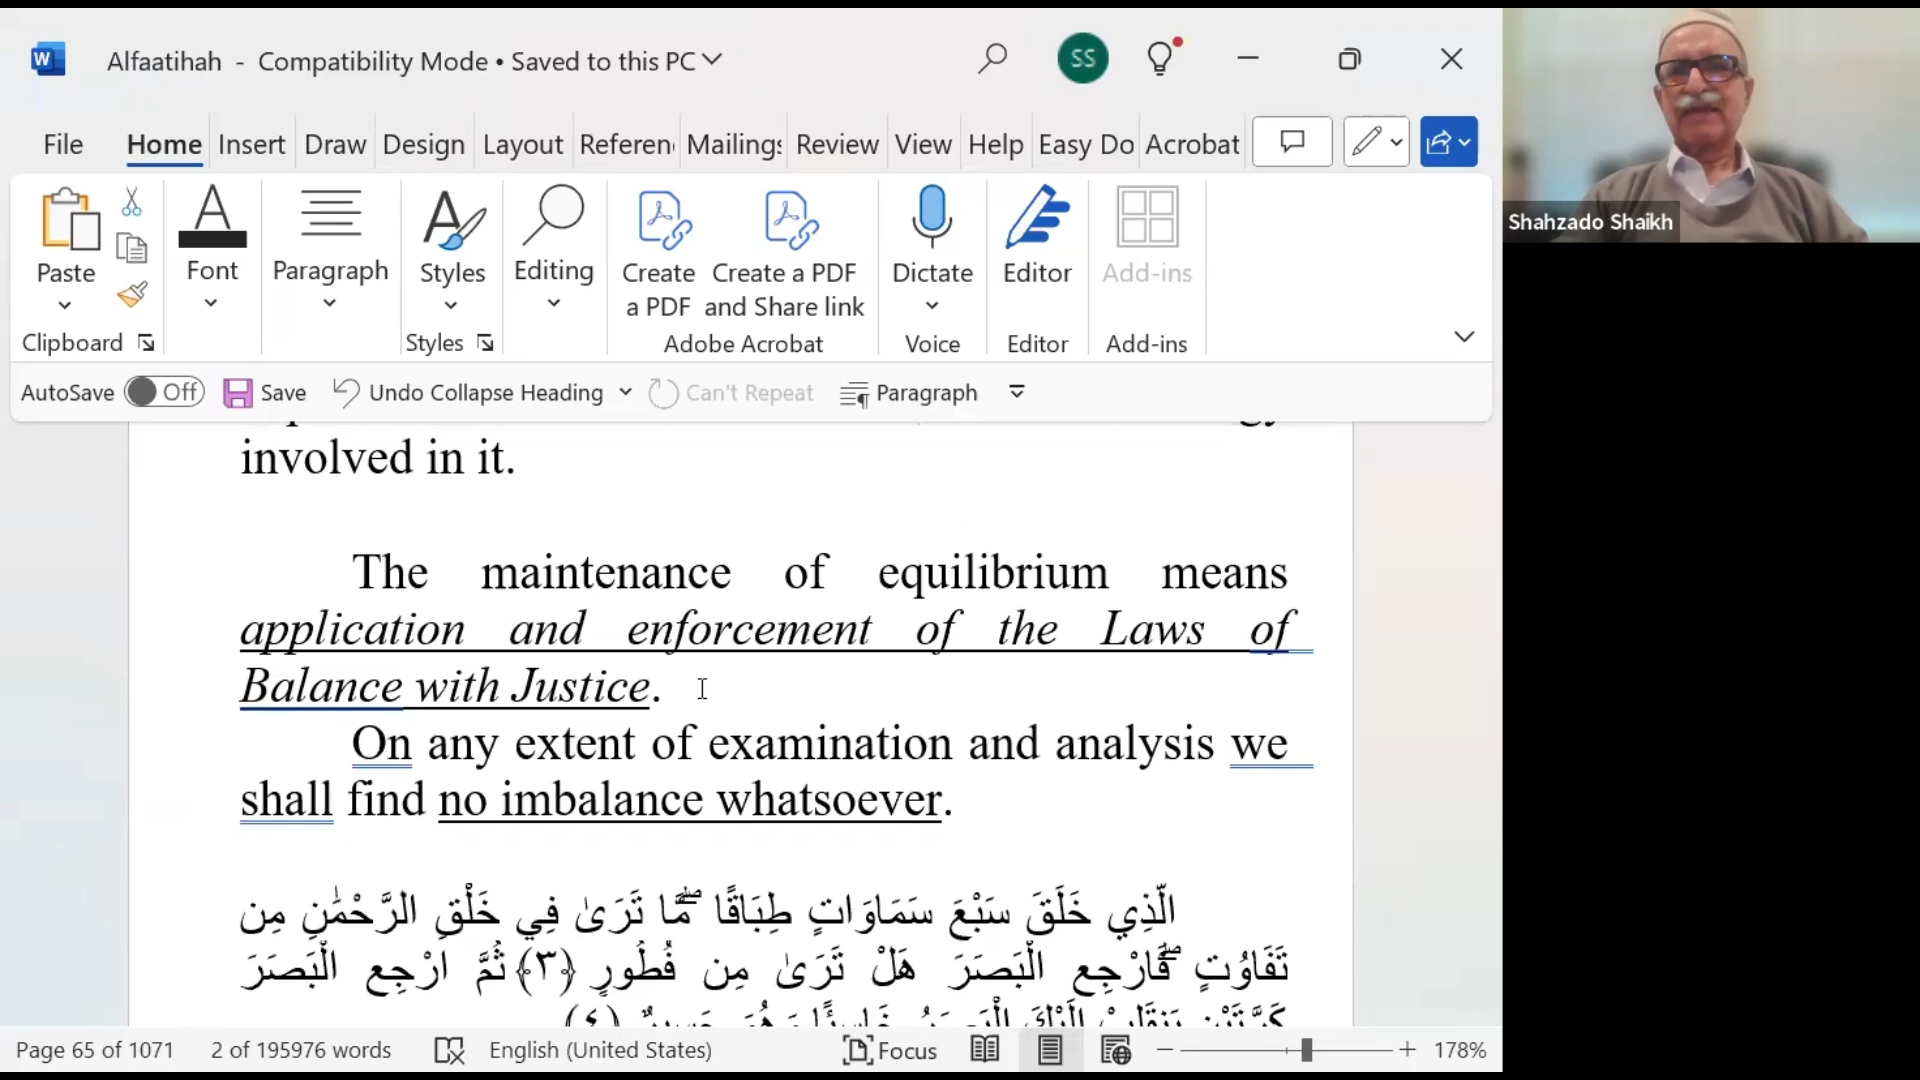 Alfaatihah - Compatibility Mode • Saved to this PC
SS
File Home Insert Draw Design Layout Referen Mailings Review View Help Easy Do Acrobat
Paste Font Paragraph Styles Editing Create a PDF Create a PDF and Share link Dictate Editor Add-ins
Clipboard Styles Adobe Acrobat Voice Editor Add-ins
AutoSave Off Save Undo Collapse Heading Can't Repeat Paragraph
involved in it.
The maintenance of equilibrium means
application and enforcement of the Laws of
Balance with Justice.
On any extent of examination and analysis we
shall find no imbalance whatsoever.
الَّذِي خَلَقَ سَبْعَ سَمَاوَاتٍ طِبَاقًا ۖ مَّا تَرَىٰ فِي خَلْقِ الرَّحْمَٰنِ مِن
تَفَاوُتٍ ۖ فَارْجِعِ الْبَصَرَ هَلْ تَرَىٰ مِن فُطُورٍ ﴿٣﴾ ثُمَّ ارْجِعِ الْبَصَرَ
Page 65 of 1071 2 of 195976 words English (United States) Focus 178%
Shahzado Shaikh